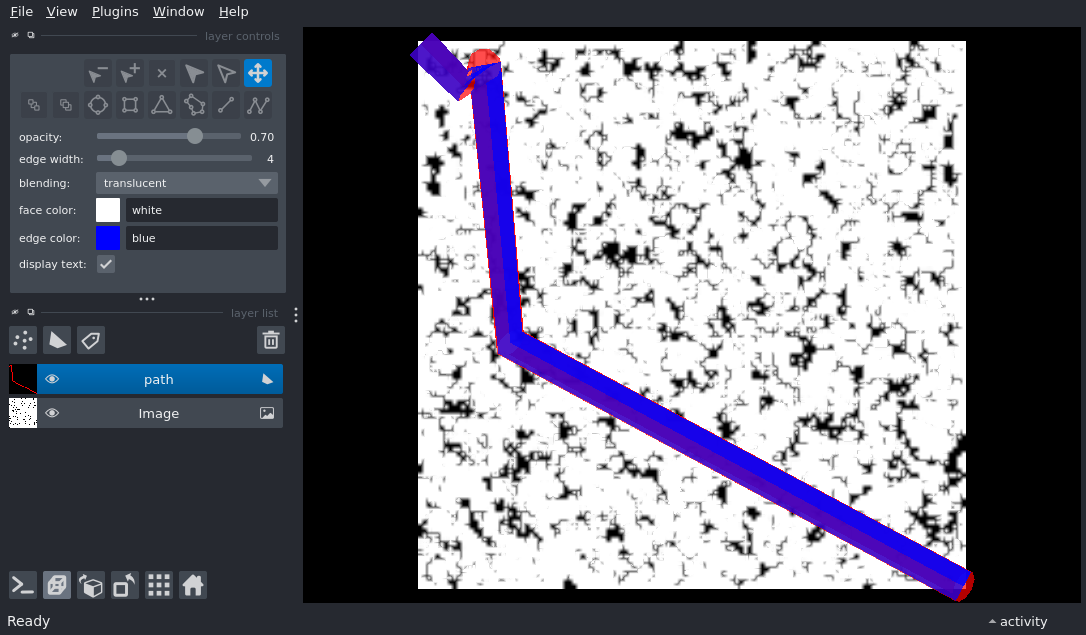 File View Plugins Window Help
layer controls
opacity: 0.70
edge width: 4
blending: translucent
face color: white
edge color: blue
display text:
layer list
path
Image
Ready activity